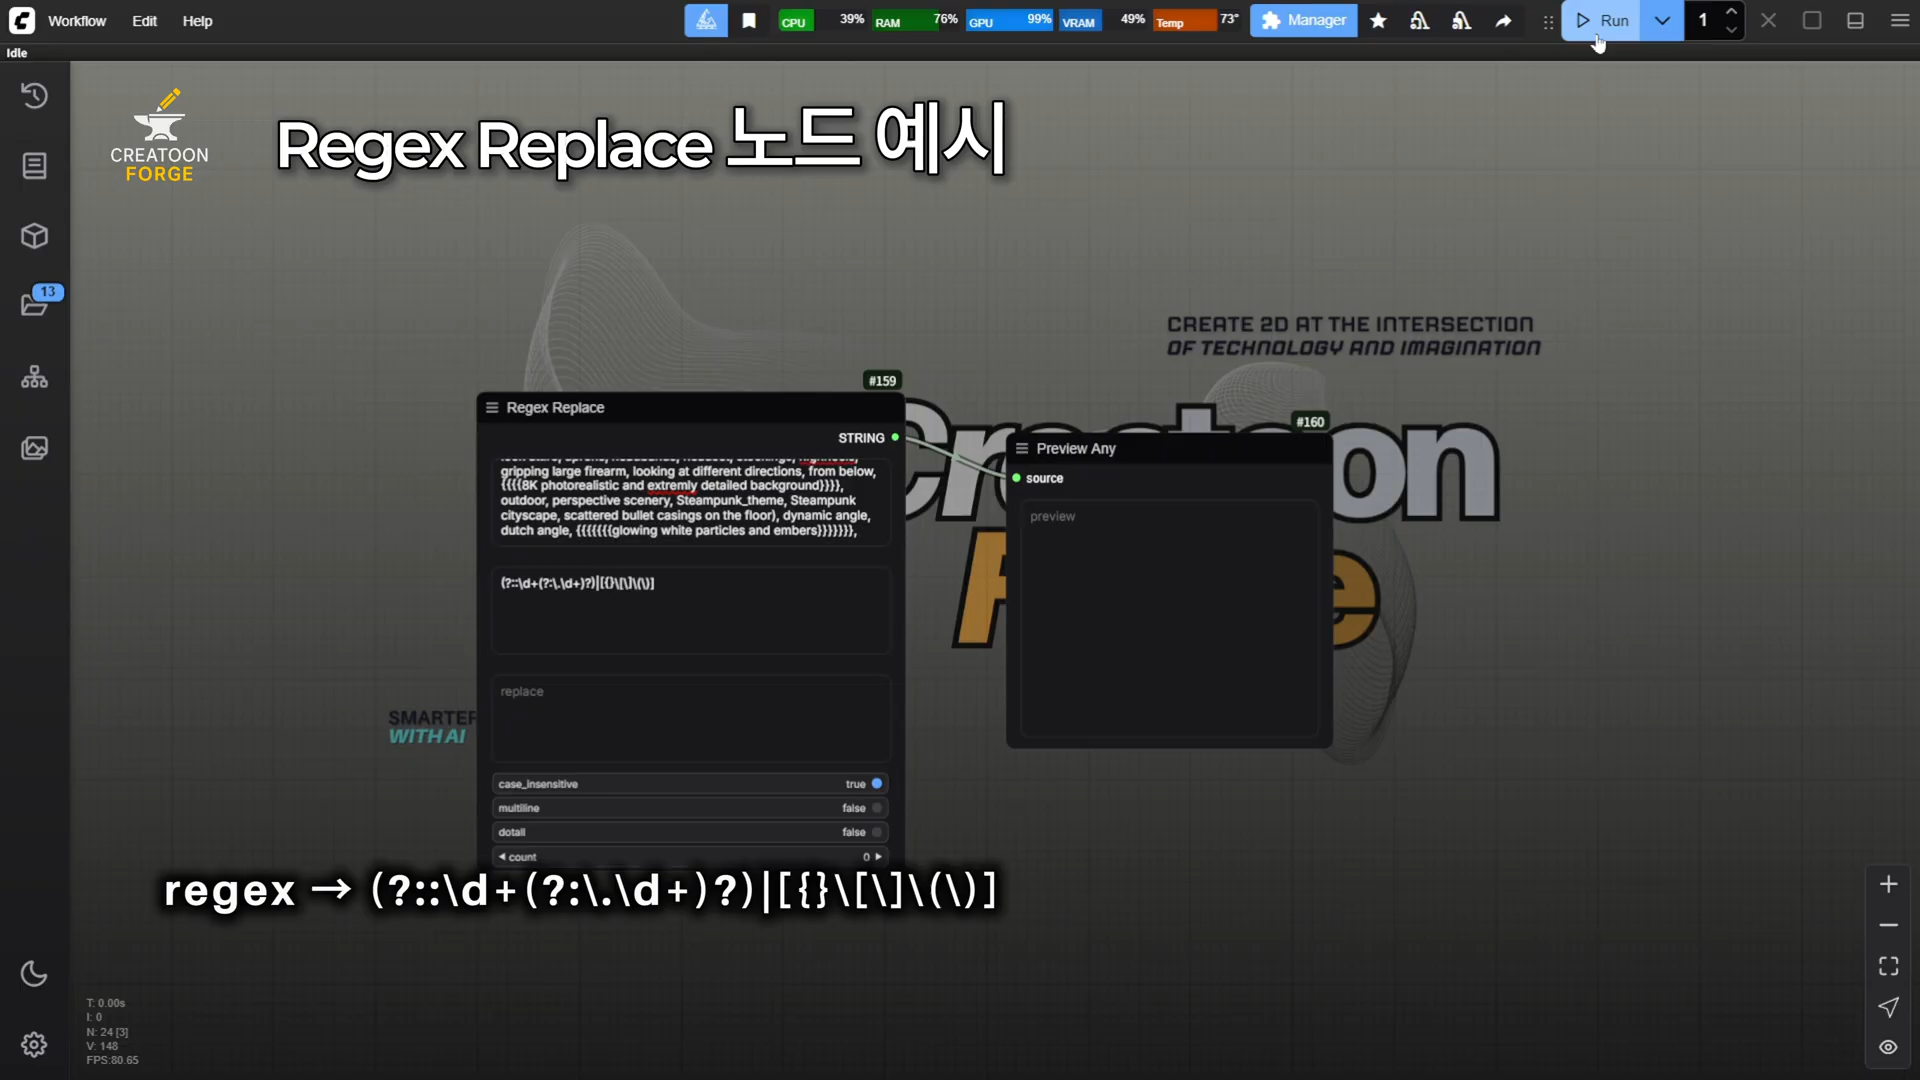 Workflow
Edit
Help
CPU
39%
RAM
76%
GPU
99%
VRAM
49%
Temp
73°
Manager
Run
1
Idle
CREATOON
FORGE
Regex Replace 노드 예시
13
CREATE 2D AT THE INTERSECTION
OF TECHNOLOGY AND IMAGINATION
#159
Regex Replace
STRING
gripping large firearm, looking at different directions, from below,
{{{{8K photorealistic and extremly detailed background}}}},
outdoor, perspective scenery, Steampunk_theme, Steampunk
cityscape, scattered bullet casings on the floor), dynamic angle,
dutch angle, {{{{{{{glowing white particles and embers}}}}}}},
(?::\d+(?:\.\d+)?)|[{}\[\]\(\)]
replace
case_insensitive
true
multiline
false
dotall
false
count
0
#160
Preview Any
source
preview
SMARTER
WITH AI
regex → (?::\d+(?:\.\d+)?)|[{}\[\]\(\)]
T: 0.00s
I: 0
N: 24 [3]
V: 148
FPS:80.65